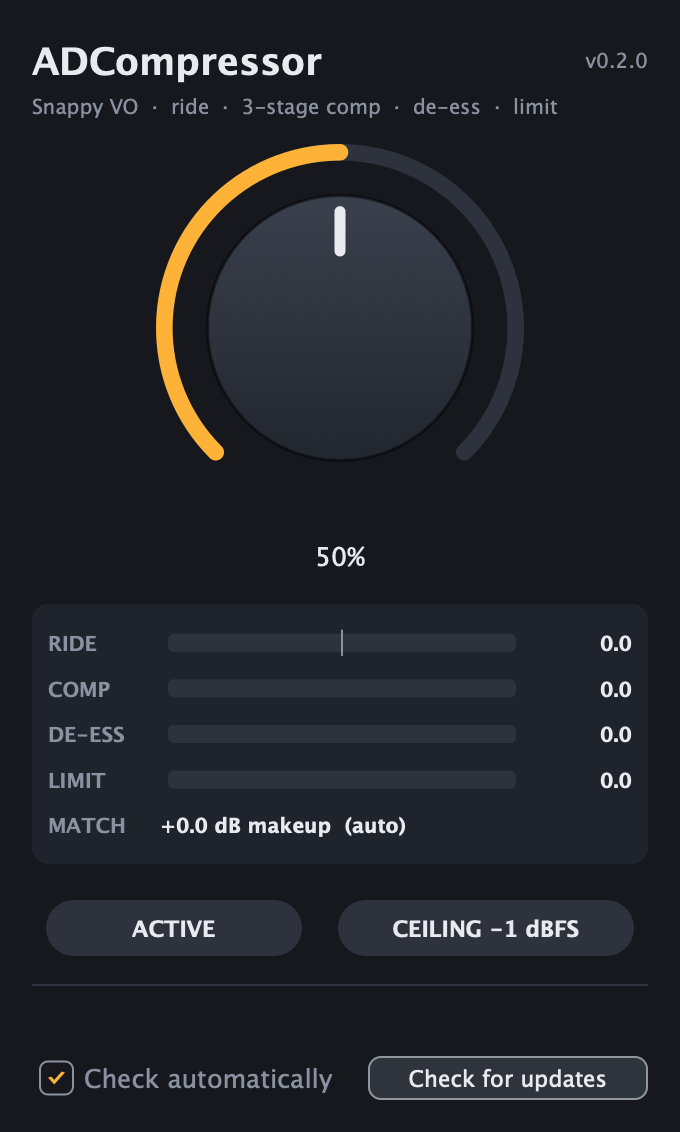 ADCompressor v0.2.0
Snappy VO · ride · 3-stage comp · de-ess · limit
50%
RIDE 0.0
COMP 0.0
DE-ESS 0.0
LIMIT 0.0
MATCH +0.0 dB makeup (auto)
ACTIVE CEILING -1 dBFS
Check automatically Check for updates